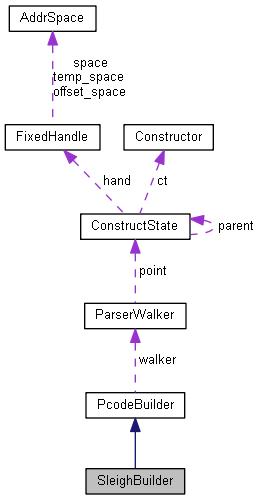 AddrSpace
space
temp_space
offset_space
FixedHandle
Constructor
hand
ct
ConstructState
parent
point
ParserWalker
walker
PcodeBuilder
SleighBuilder